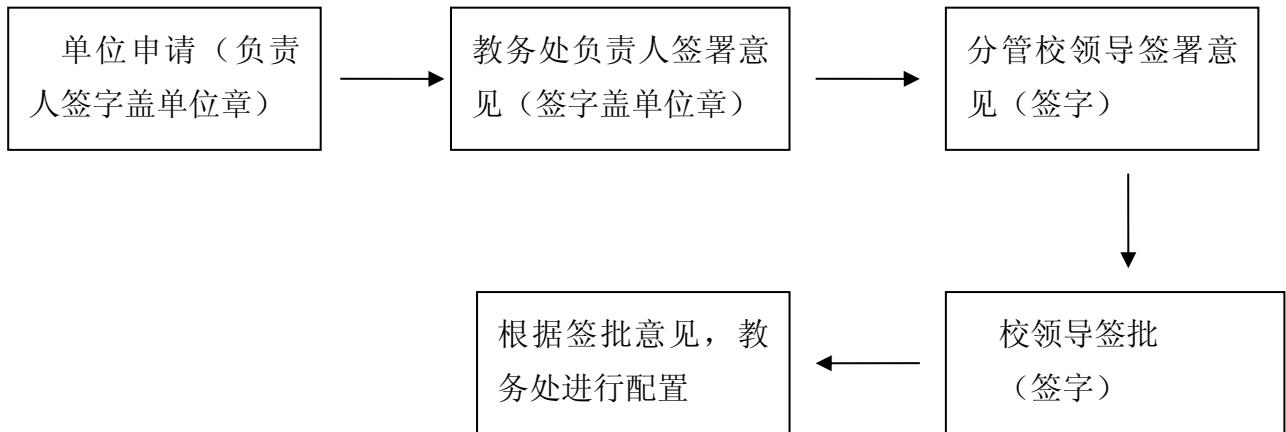 单位申请（负责
人签字盖单位章）
教务处负责人签署意
见（签字盖单位章）
分管校领导签署意
见（签字）
校领导签批
（签字）
根据签批意见，教
务处进行配置